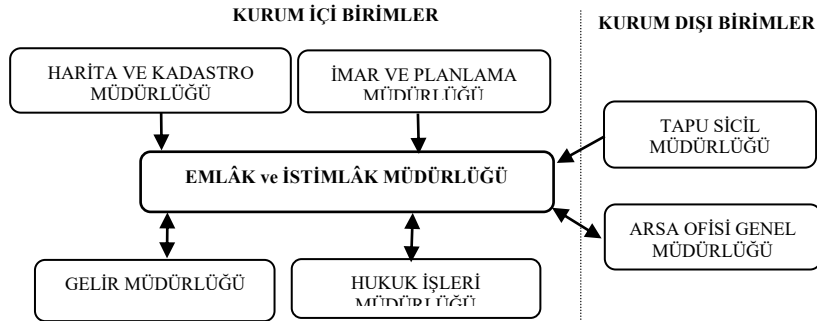 KURUM İÇİ BİRİMLER
KURUM DIŞI BİRİMLER
HARİTA VE KADASTRO
MÜDÜRLÜĞÜ
İMAR VE PLANLAMA
MÜDÜRLÜĞÜ
TAPU SİCİL
MÜDÜRLÜĞÜ
EMLÂK ve İSTİMLÂK MÜDÜRLÜĞÜ
ARSA OFİSİ GENEL
MÜDÜRLÜĞÜ
GELİR MÜDÜRLÜĞÜ
HUKUK İŞLERİ
MÜDÜRLÜĞÜ